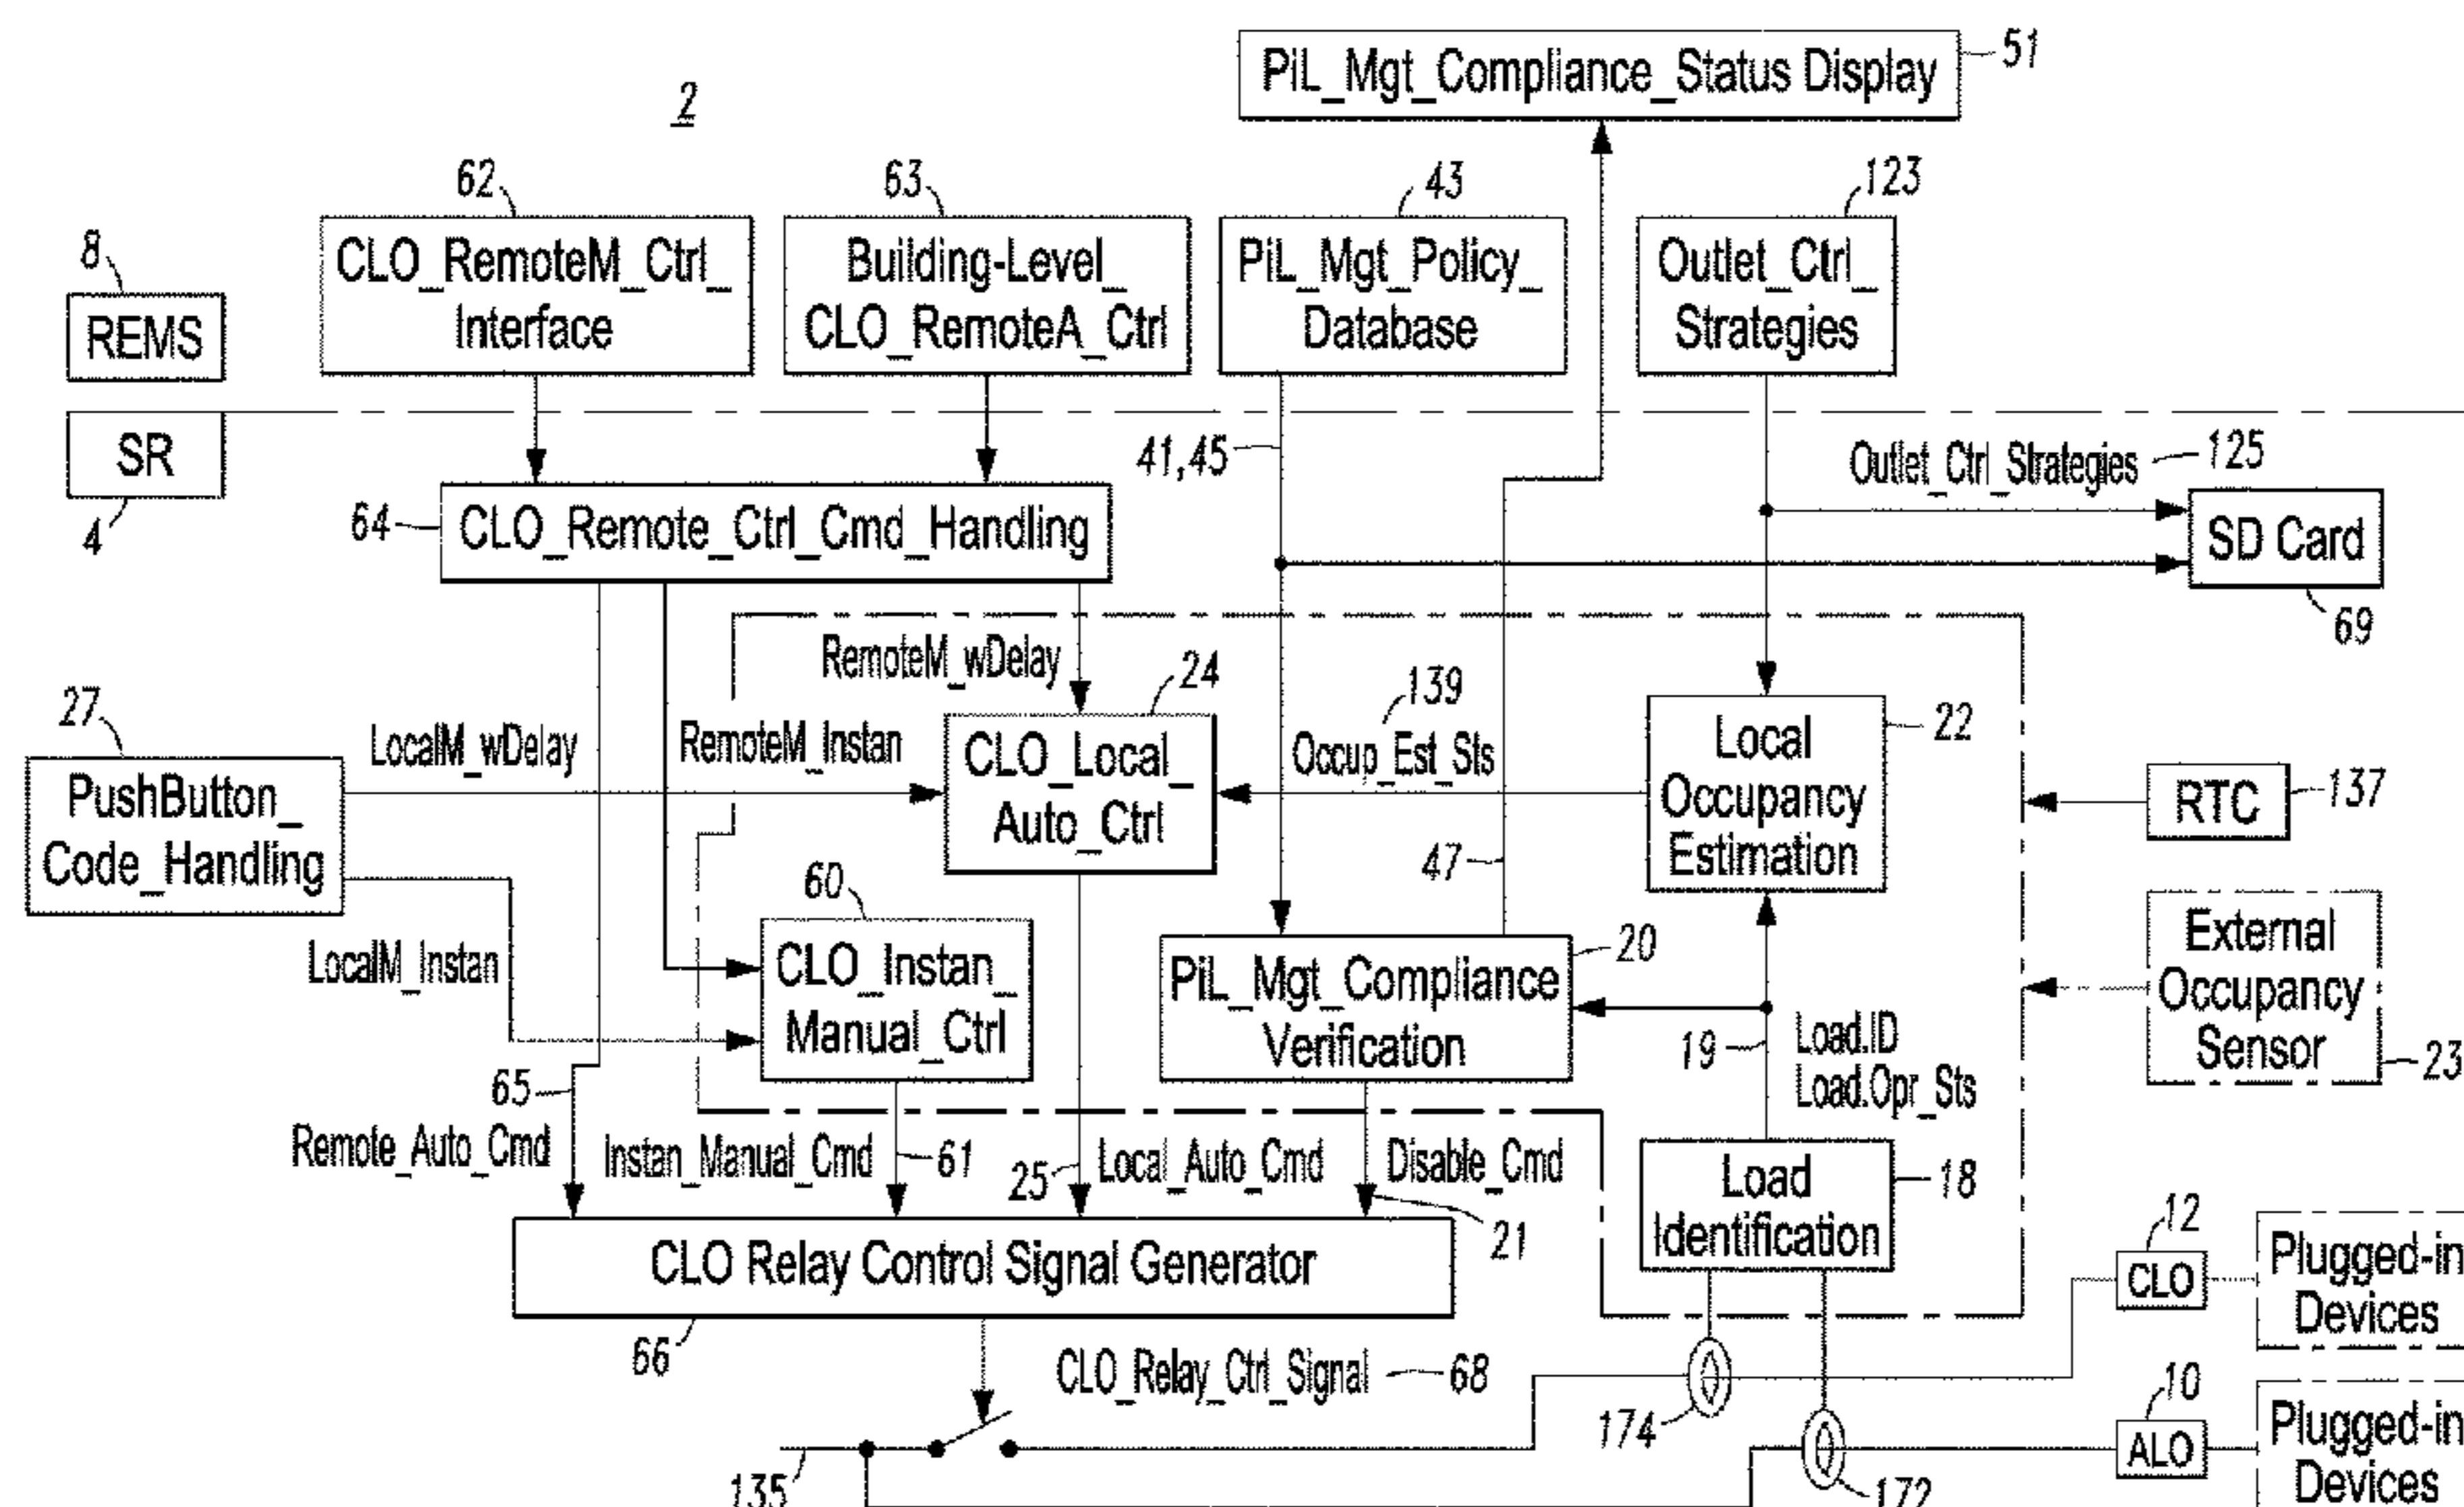 PiL_Mgt_Compliance_Status Display
51
2
62
63
43
123
8
REMS
CLO_RemoteM_Ctrl_
Interface
Building-Level_
CLO_RemoteA_Ctrl
PiL_Mgt_Policy_
Database
Outlet_Ctrl_
Strategies
SR
4
41,45
Outlet_Ctrl_Strategies
125
64
CLO_Remote_Ctrl_Cmd_Handling
SD Card
69
RemoteM_wDelay
24
139
27
LocalM_wDelay
RemoteM_Instan
CLO_Local_
Auto_Ctrl
Occup_Est_Sts
Local
Occupancy
Estimation
22
PushButton_
Code_Handling
RTC
137
47
60
LocalM_Instan
CLO_Instan_
Manual_Ctrl
PiL_Mgt_Compliance
Verification
20
External
Occupancy
Sensor
23
19
Load.ID
Load.Opr_Sts
65
Remote_Auto_Cmd
Instan_Manual_Cmd
61
25
Local_Auto_Cmd
Disable_Cmd
21
Load
Identification
18
12
CLO
Plugged-in
Devices
CLO Relay Control Signal Generator
66
CLO_Relay_Ctrl_Signal
68
174
10
ALO
Plugged-in
Devices
135
172